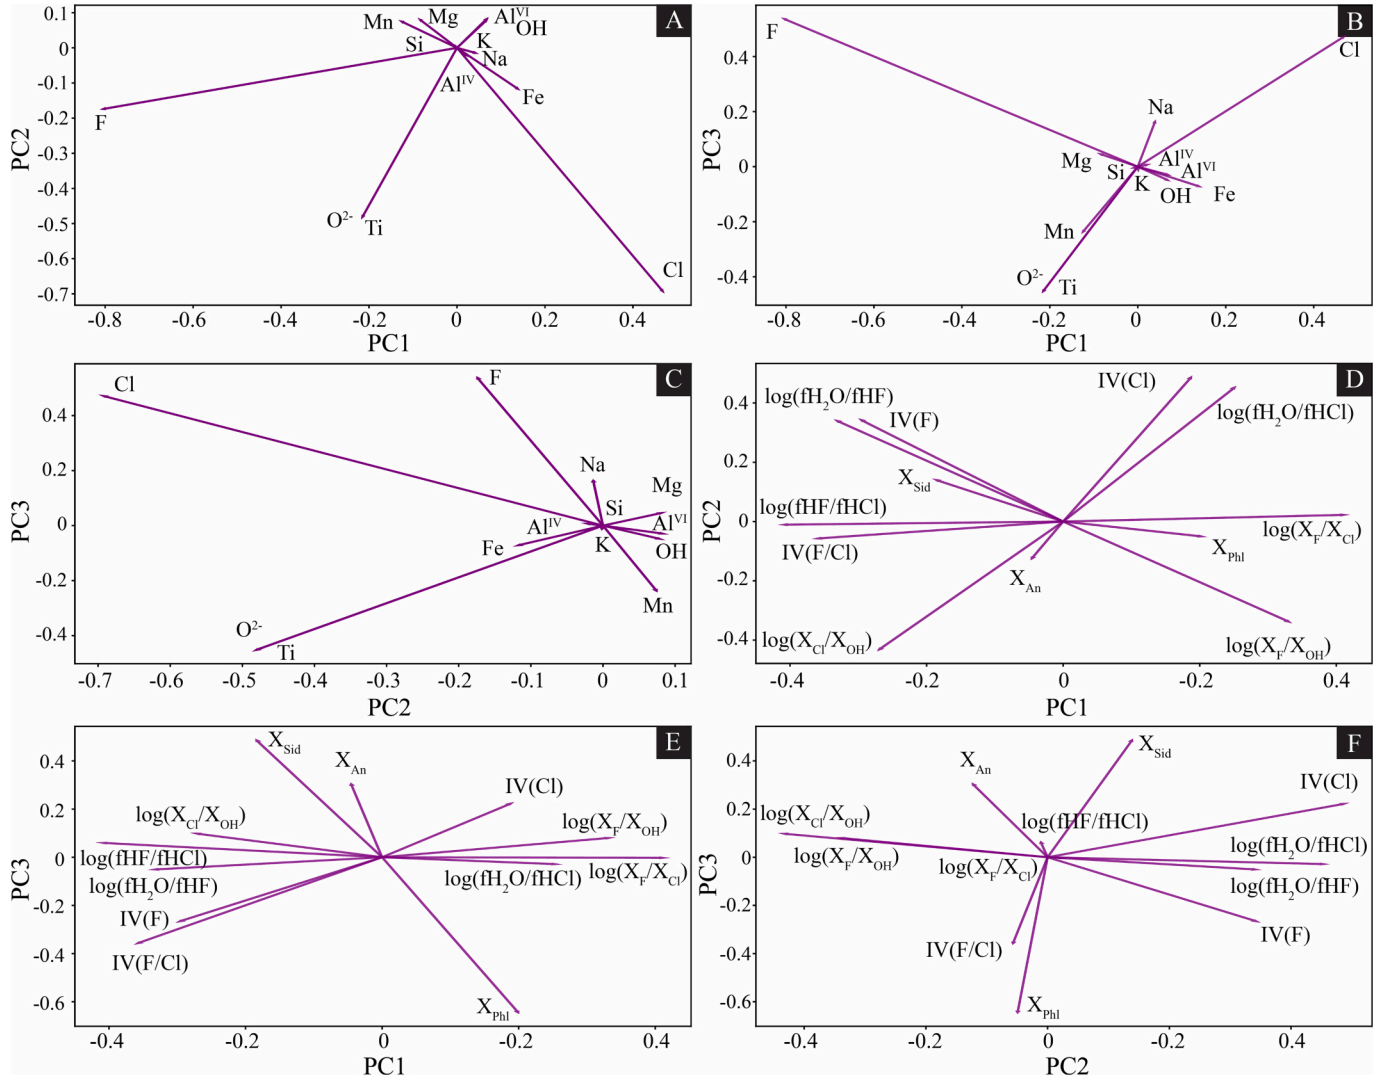 A
0.1
0
-0.1
-0.2
-0.3
-0.4
-0.5
-0.6
-0.7
PC2
Mn
Mg
Al^VI
OH
Si
K
Na
Al^IV
Fe
F
O^2-
Ti
Cl
-0.8 -0.6 -0.4 -0.2 0 0.2 0.4
PC1
B
0.4
0.2
0
-0.2
-0.4
PC3
F
Cl
Na
Mg
Al^IV
Si
Al^VI
K
OH
Fe
Mn
O^2-
Ti
-0.8 -0.6 -0.4 -0.2 0 0.2 0.4
PC1
C
0.4
0.2
0
-0.2
-0.4
PC3
Cl
F
Na
Mg
Si
Al^IV
Al^VI
Fe
K
OH
Mn
O^2-
Ti
-0.7 -0.6 -0.5 -0.4 -0.3 -0.2 -0.1 0 0.1
PC2
D
0.4
0.2
0
-0.2
-0.4
PC2
IV(Cl)
log(fH2O/fHF)
IV(F)
log(fH2O/fHCl)
X_Sid
log(fHF/fHCl)
log(X_F/X_Cl)
IV(F/Cl)
X_Phl
X_An
log(X_Cl/X_OH)
log(X_F/X_OH)
-0.4 -0.2 0 -0.2 0.4
PC1
E
0.4
0.2
0
-0.2
-0.4
-0.6
PC3
X_Sid
X_An
IV(Cl)
log(X_Cl/X_OH)
log(X_F/X_OH)
log(fHF/fHCl)
log(fH2O/fHCl)
log(X_F/X_Cl)
log(fH2O/fHF)
IV(F)
IV(F/Cl)
X_Phl
-0.4 -0.2 0 -0.2 0.4
PC1
F
0.4
0.2
0
-0.2
-0.4
-0.6
PC3
X_Sid
X_An
IV(Cl)
log(X_Cl/X_OH)
log(fHF/fHCl)
log(fH2O/fHCl)
log(X_F/X_OH)
log(X_F/X_Cl)
log(fH2O/fHF)
IV(F)
IV(F/Cl)
X_Phl
-0.4 -0.2 0 0.2 0.4
PC2